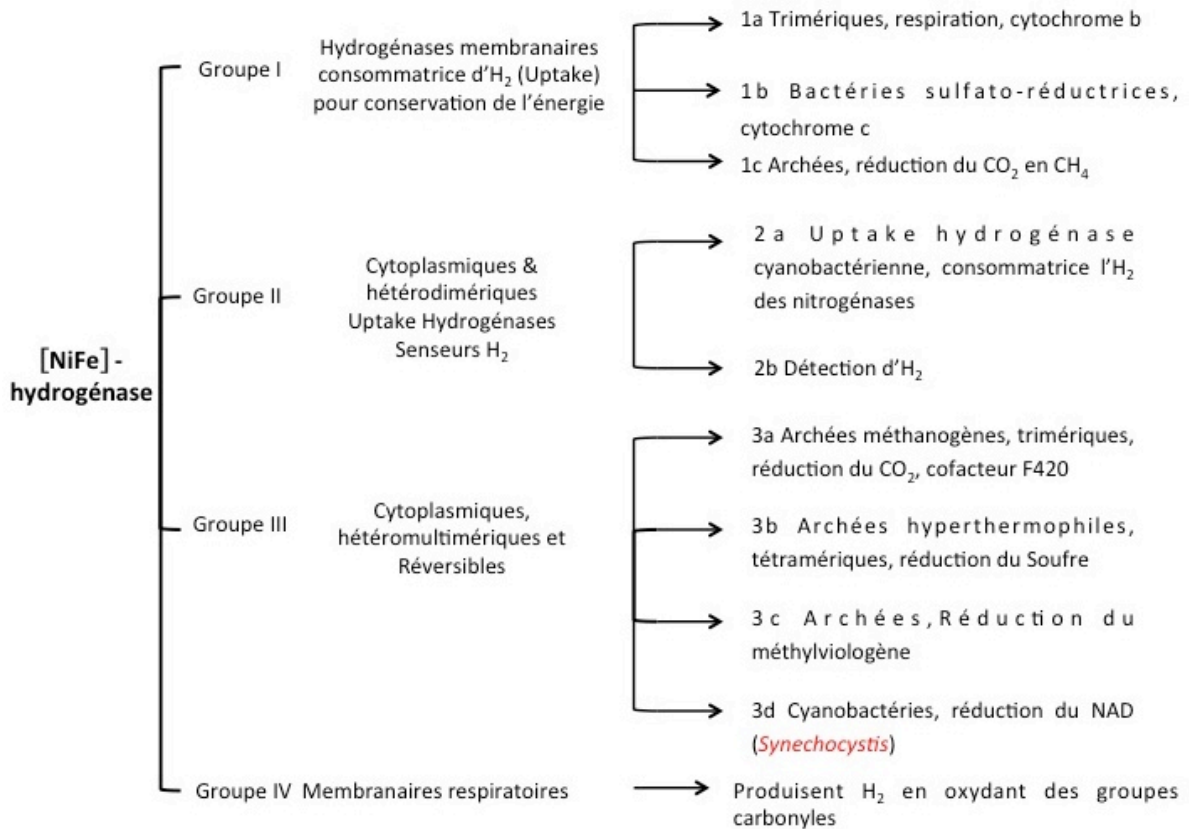 [NiFe] -
hydrogénase
Groupe I
Hydrogénases membranaires
consommatrice d’H₂ (Uptake)
pour conservation de l’énergie
1a Trimériques, respiration, cytochrome b
1b Bactéries sulfato-réductrices,
cytochrome c
1c Archées, réduction du CO₂ en CH₄
Groupe II
Cytoplasmiques &
hétérodimériques
Uptake Hydrogénases
Senseurs H₂
2a Uptake hydrogénase
cyanobactérienne, consommatrice l’H₂
des nitrogénases
2b Détection d’H₂
Groupe III
Cytoplasmiques,
hétéromultimériques et
Réversibles
3a Archées méthanogènes, trimériques,
réduction du CO₂, cofacteur F420
3b Archées hyperthermophiles,
tétramériques, réduction du Soufre
3c Archées, Réduction du
méthylviologène
3d Cyanobactéries, réduction du NAD
(Synechocystis)
Groupe IV Membranaires respiratoires
Produisent H₂ en oxydant des groupes
carbonyles